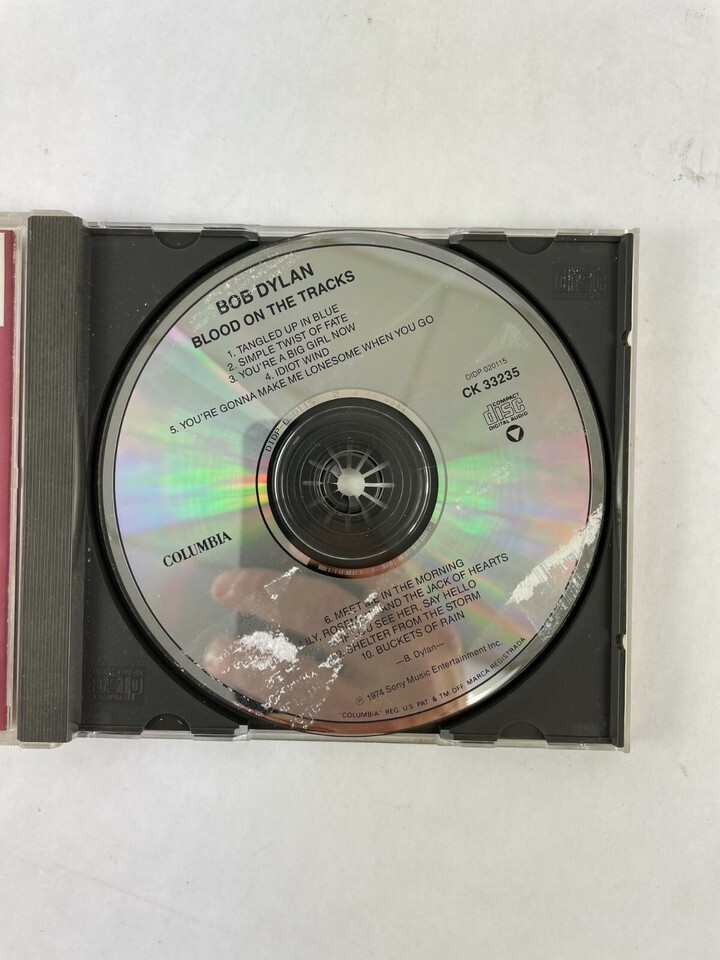 BOB DYLAN
BLOOD ON THE TRACKS
1. TANGLED UP IN BLUE
2. SIMPLE TWIST OF FATE
3. YOU'RE A BIG GIRL NOW
4. IDIOT WIND
5. YOU'RE GONNA MAKE ME LONESOME WHEN YOU GO
DIDP 020115
CK 33235
COMPACT
disc
DIGITAL AUDIO
COLUMBIA
6. MEET ME IN THE MORNING
LILY, ROSEM AND THE JACK OF HEARTS
YOU SEE HER, SAY HELLO
SHELTER FROM THE STORM
10. BUCKETS OF RAIN
—B. Dylan—
℗ 1974 Sony Music Entertainment Inc.
"COLUMBIA" REG. U.S. PAT. & TM. OFF. MARCA REGISTRADA